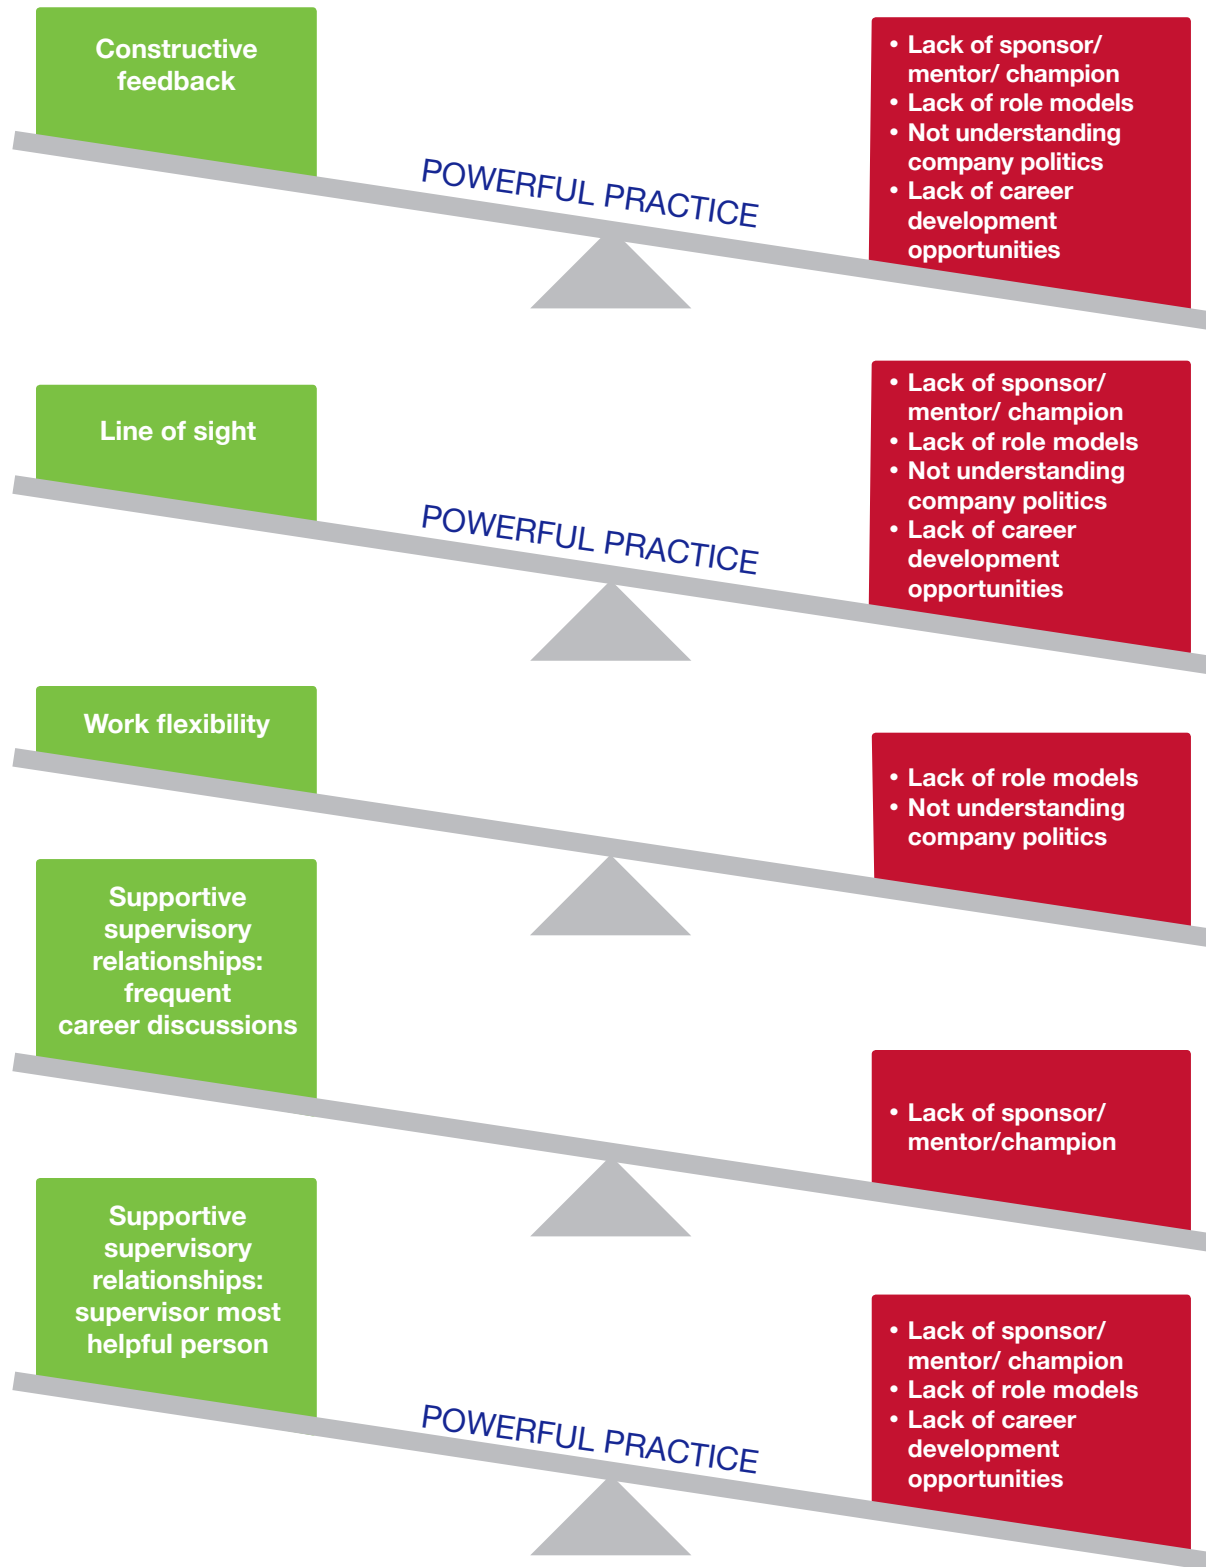 Constructive
feedback
POWERFUL PRACTICE
• Lack of sponsor/
mentor/ champion
• Lack of role models
• Not understanding
company politics
• Lack of career
development
opportunities
Line of sight
POWERFUL PRACTICE
• Lack of sponsor/
mentor/ champion
• Lack of role models
• Not understanding
company politics
• Lack of career
development
opportunities
Work flexibility
• Lack of role models
• Not understanding
company politics
Supportive
supervisory
relationships:
frequent
career discussions
• Lack of sponsor/
mentor/champion
Supportive
supervisory
relationships:
supervisor most
helpful person
POWERFUL PRACTICE
• Lack of sponsor/
mentor/ champion
• Lack of role models
• Lack of career
development
opportunities